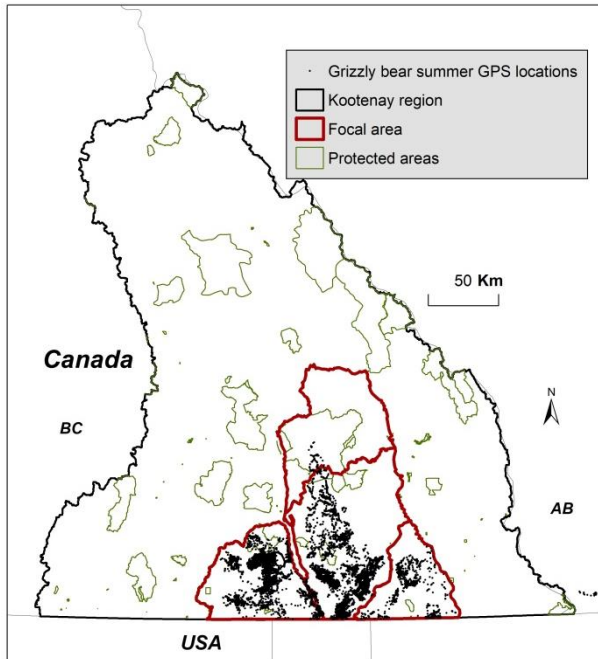 Grizzly bear summer GPS locations
Kootenay region
Focal area
Protected areas
50 Km
Canada
N
BC
AB
USA